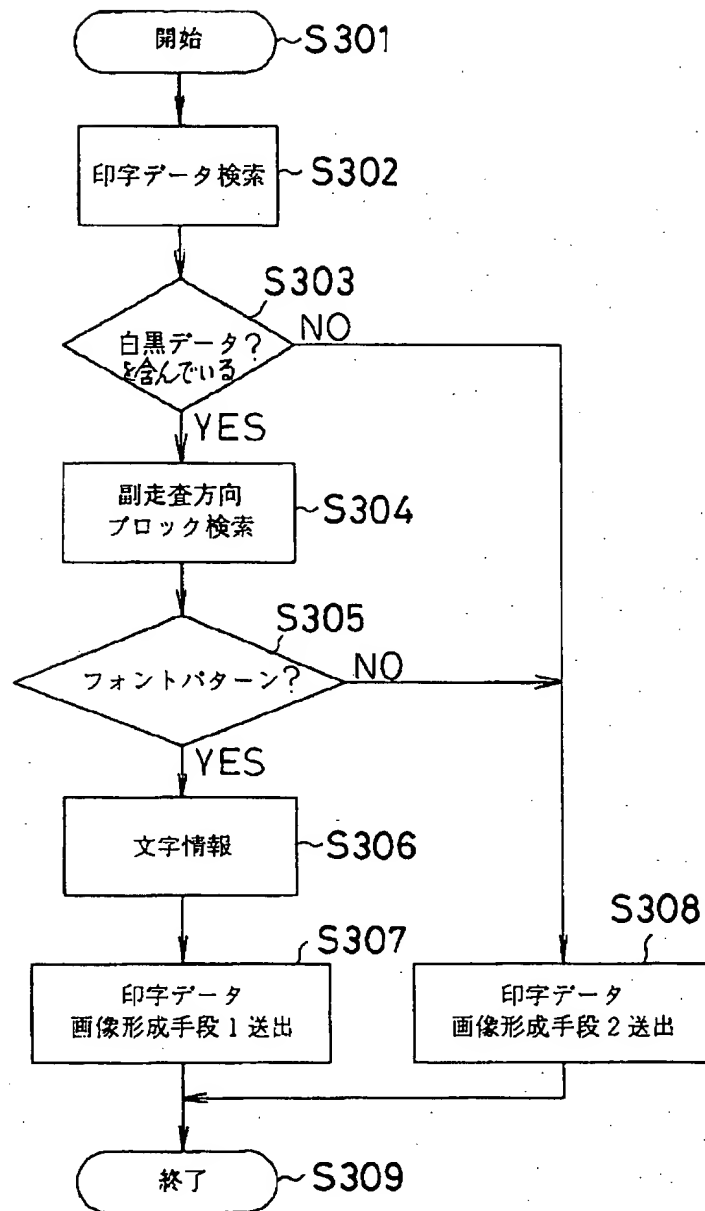 開始
S301
印字データ検索
S302
S303
白黒データ?
を含んでいる
NO
YES
副走査方向
ブロック検索
S304
S305
フォントパターン?
NO
YES
文字情報
S306
S307
印字データ
画像形成手段1送出
S308
印字データ
画像形成手段2送出
終了
S309